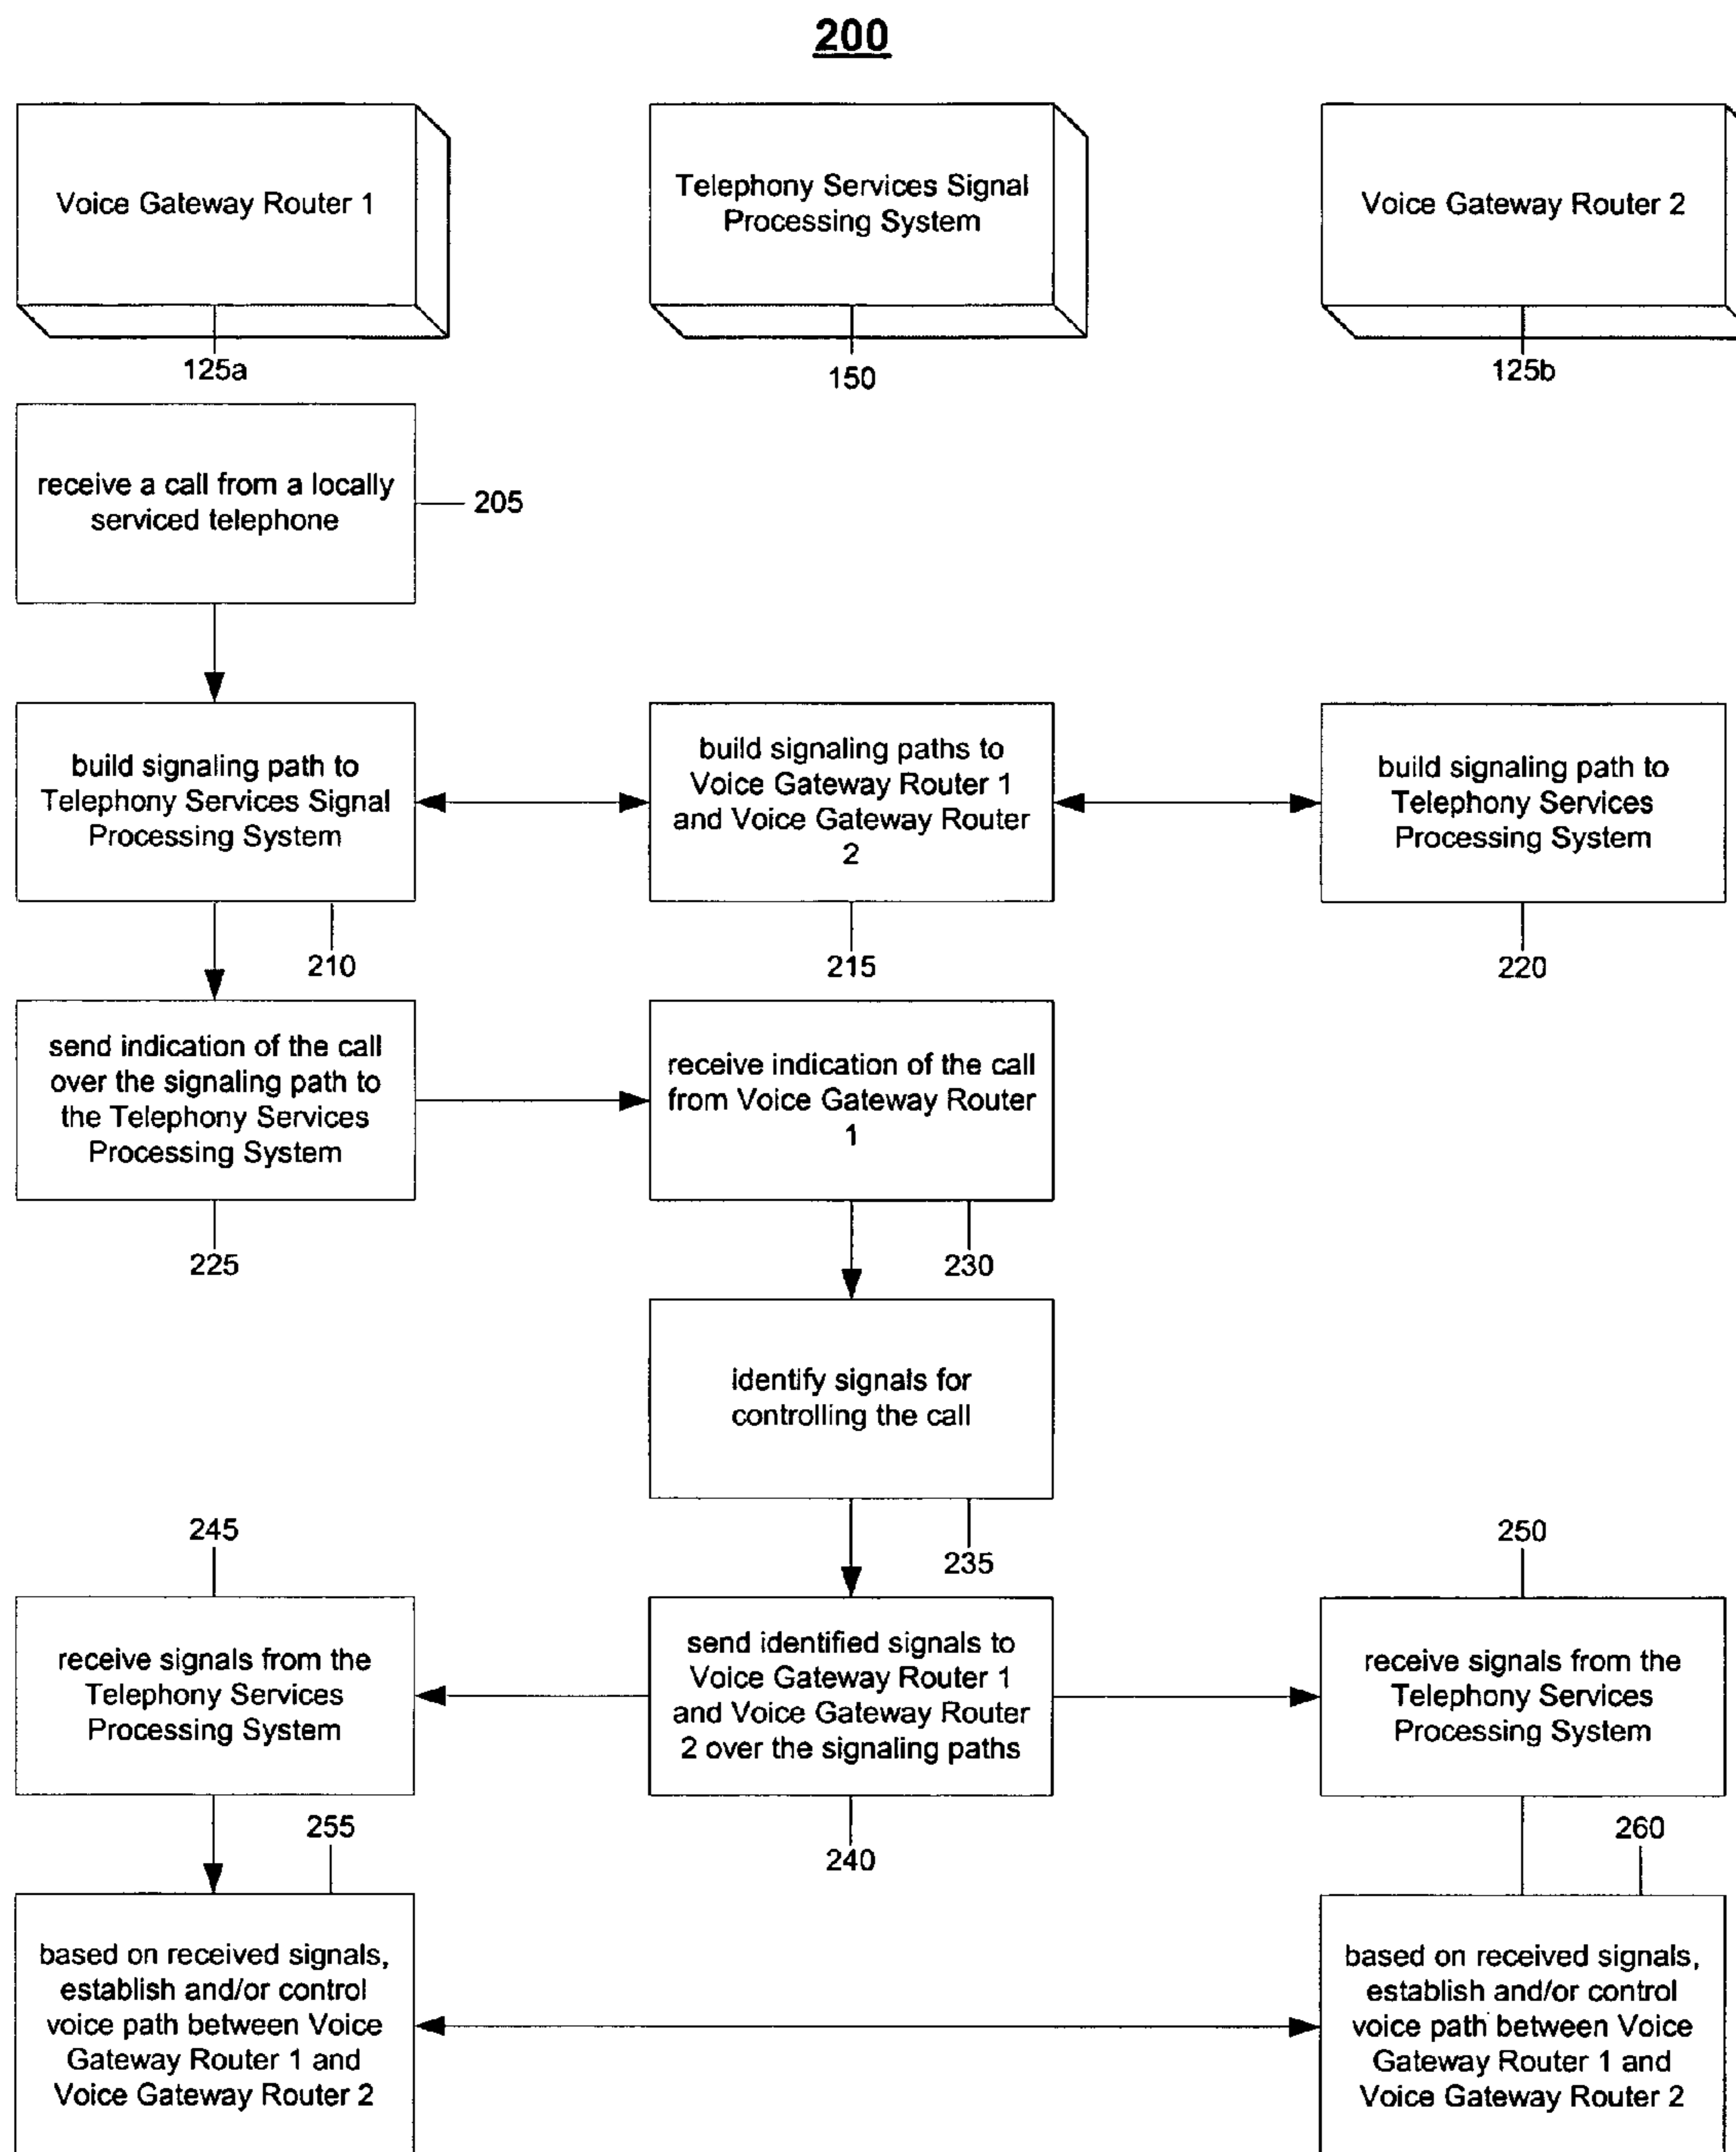 200
Voice Gateway Router 1
Telephony Services Signal
Processing System
Voice Gateway Router 2
125a
150
125b
receive a call from a locally
serviced telephone
205
build signaling path to
Telephony Services Signal
Processing System
build signaling paths to
Voice Gateway Router 1
and Voice Gateway Router
2
build signaling path to
Telephony Services
Processing System
210
215
220
send indication of the call
over the signaling path to
the Telephony Services
Processing System
receive indication of the call
from Voice Gateway Router
1
225
230
identify signals for
controlling the call
245
235
250
receive signals from the
Telephony Services
Processing System
send identified signals to
Voice Gateway Router 1
and Voice Gateway Router
2 over the signaling paths
receive signals from the
Telephony Services
Processing System
255
240
260
based on received signals,
establish and/or control
voice path between Voice
Gateway Router 1 and
Voice Gateway Router 2
based on received signals,
establish and/or control
voice path between Voice
Gateway Router 1 and
Voice Gateway Router 2